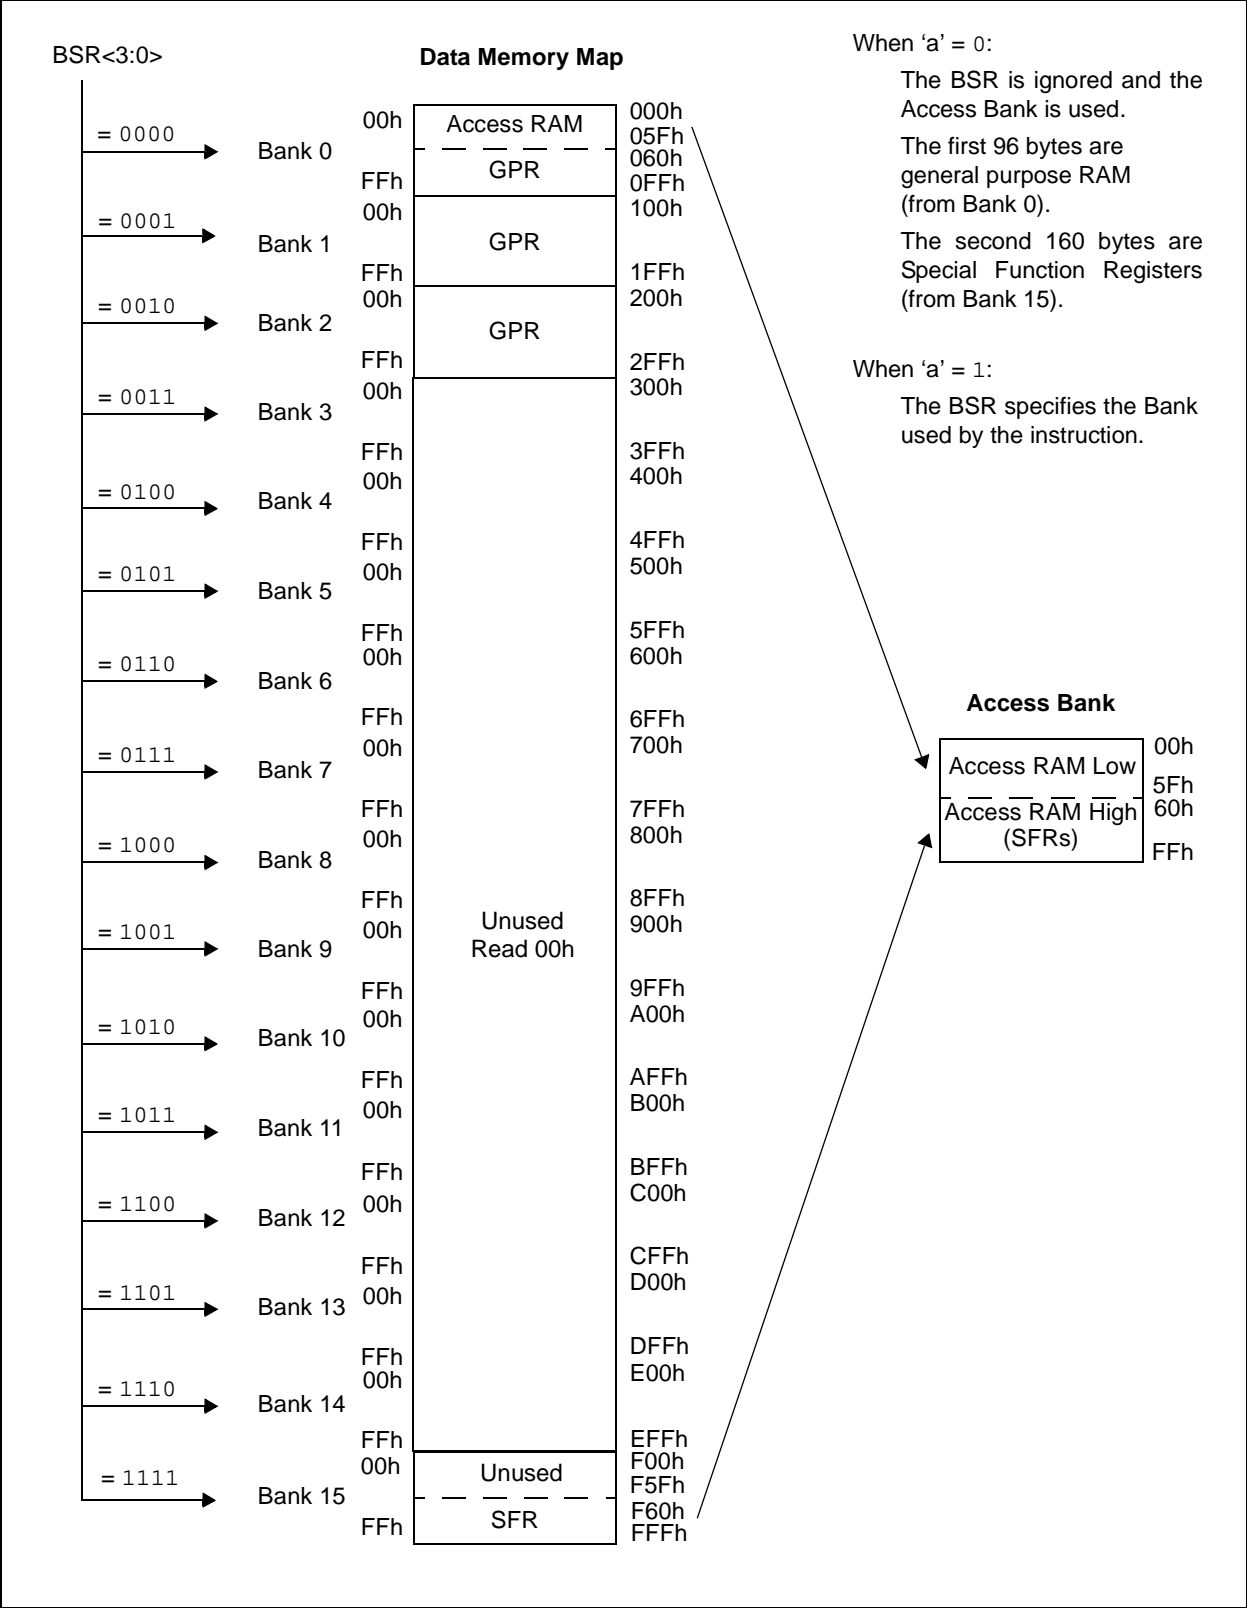 BSR<3:0>
Data Memory Map
= 0000
Bank 0
00h
FFh
Access RAM
GPR
000h
05Fh
060h
0FFh
= 0001
Bank 1
00h
FFh
GPR
100h
1FFh
= 0010
Bank 2
00h
FFh
GPR
200h
2FFh
= 0011
Bank 3
00h
FFh
300h
3FFh
= 0100
Bank 4
00h
FFh
400h
4FFh
= 0101
Bank 5
00h
FFh
500h
5FFh
= 0110
Bank 6
00h
FFh
600h
6FFh
= 0111
Bank 7
00h
FFh
700h
7FFh
= 1000
Bank 8
00h
FFh
800h
8FFh
= 1001
Bank 9
00h
FFh
Unused
Read 00h
900h
9FFh
= 1010
Bank 10
00h
FFh
A00h
AFFh
= 1011
Bank 11
00h
FFh
B00h
BFFh
= 1100
Bank 12
00h
FFh
C00h
CFFh
= 1101
Bank 13
00h
FFh
D00h
DFFh
= 1110
Bank 14
00h
FFh
E00h
EFFh
= 1111
Bank 15
00h
FFh
Unused
SFR
F00h
F5Fh
F60h
FFFh
When ‘a’ = 0:
The BSR is ignored and the
Access Bank is used.
The first 96 bytes are
general purpose RAM
(from Bank 0).
The second 160 bytes are
Special Function Registers
(from Bank 15).
When ‘a’ = 1:
The BSR specifies the Bank
used by the instruction.
Access Bank
Access RAM Low
Access RAM High
(SFRs)
00h
5Fh
60h
FFh